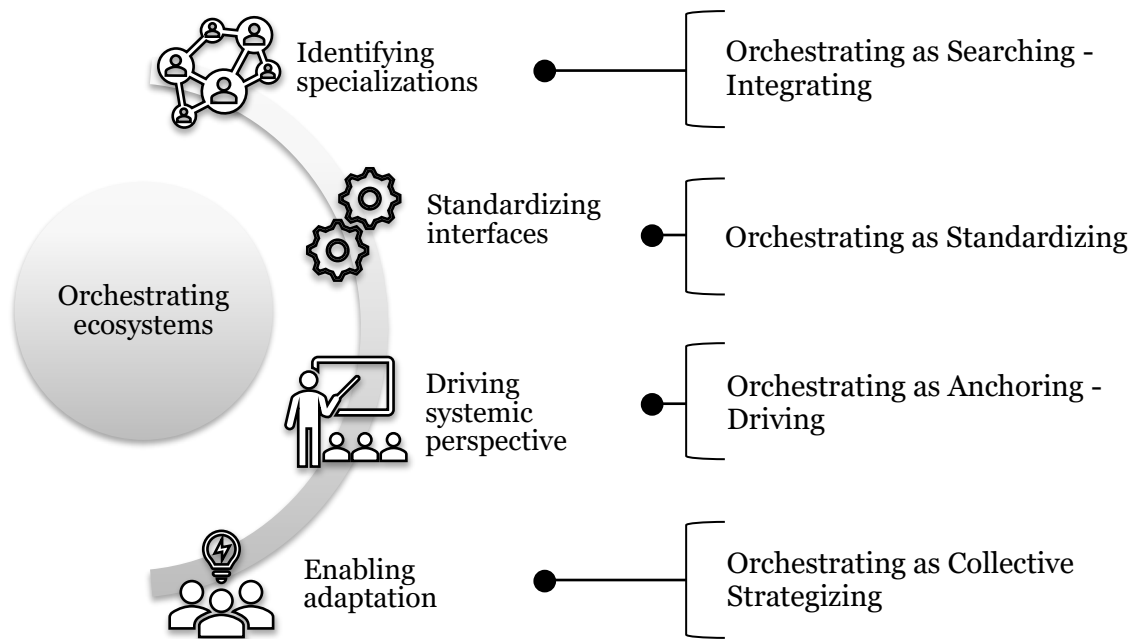 Identifying
specializations
Orchestrating as Searching -
Integrating
Standardizing
interfaces
Orchestrating as Standardizing
Orchestrating
ecosystems
Driving
systemic
perspective
Orchestrating as Anchoring -
Driving
Enabling
adaptation
Orchestrating as Collective
Strategizing